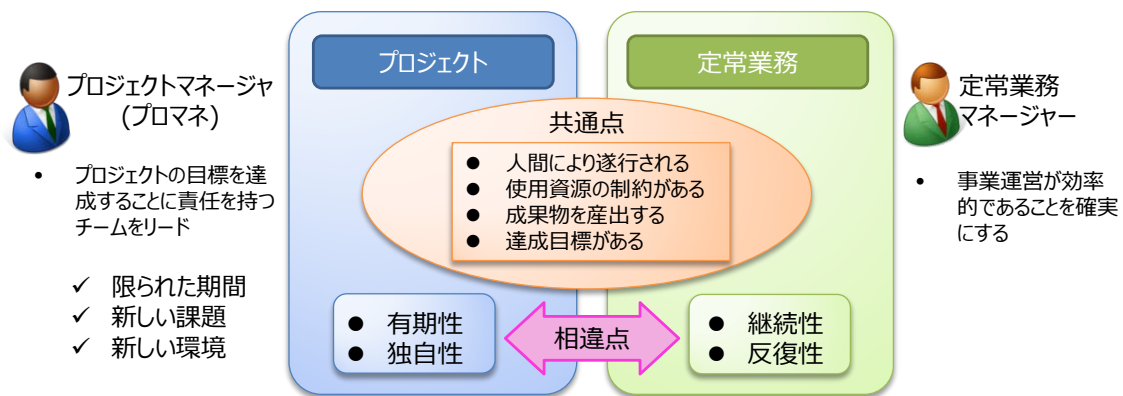 プロジェクト
定常業務
プロジェクトマネージャ
(プロマネ)
• プロジェクトの目標を達
成することに責任を持つ
チームをリード
✓ 限られた期間
✓ 新しい課題
✓ 新しい環境
共通点
● 人間により遂行される
● 使用資源の制約がある
● 成果物を産出する
● 達成目標がある
● 有期性
● 独自性
相違点
● 継続性
● 反復性
定常業務
マネージャー
• 事業運営が効率
的であることを確実
にする